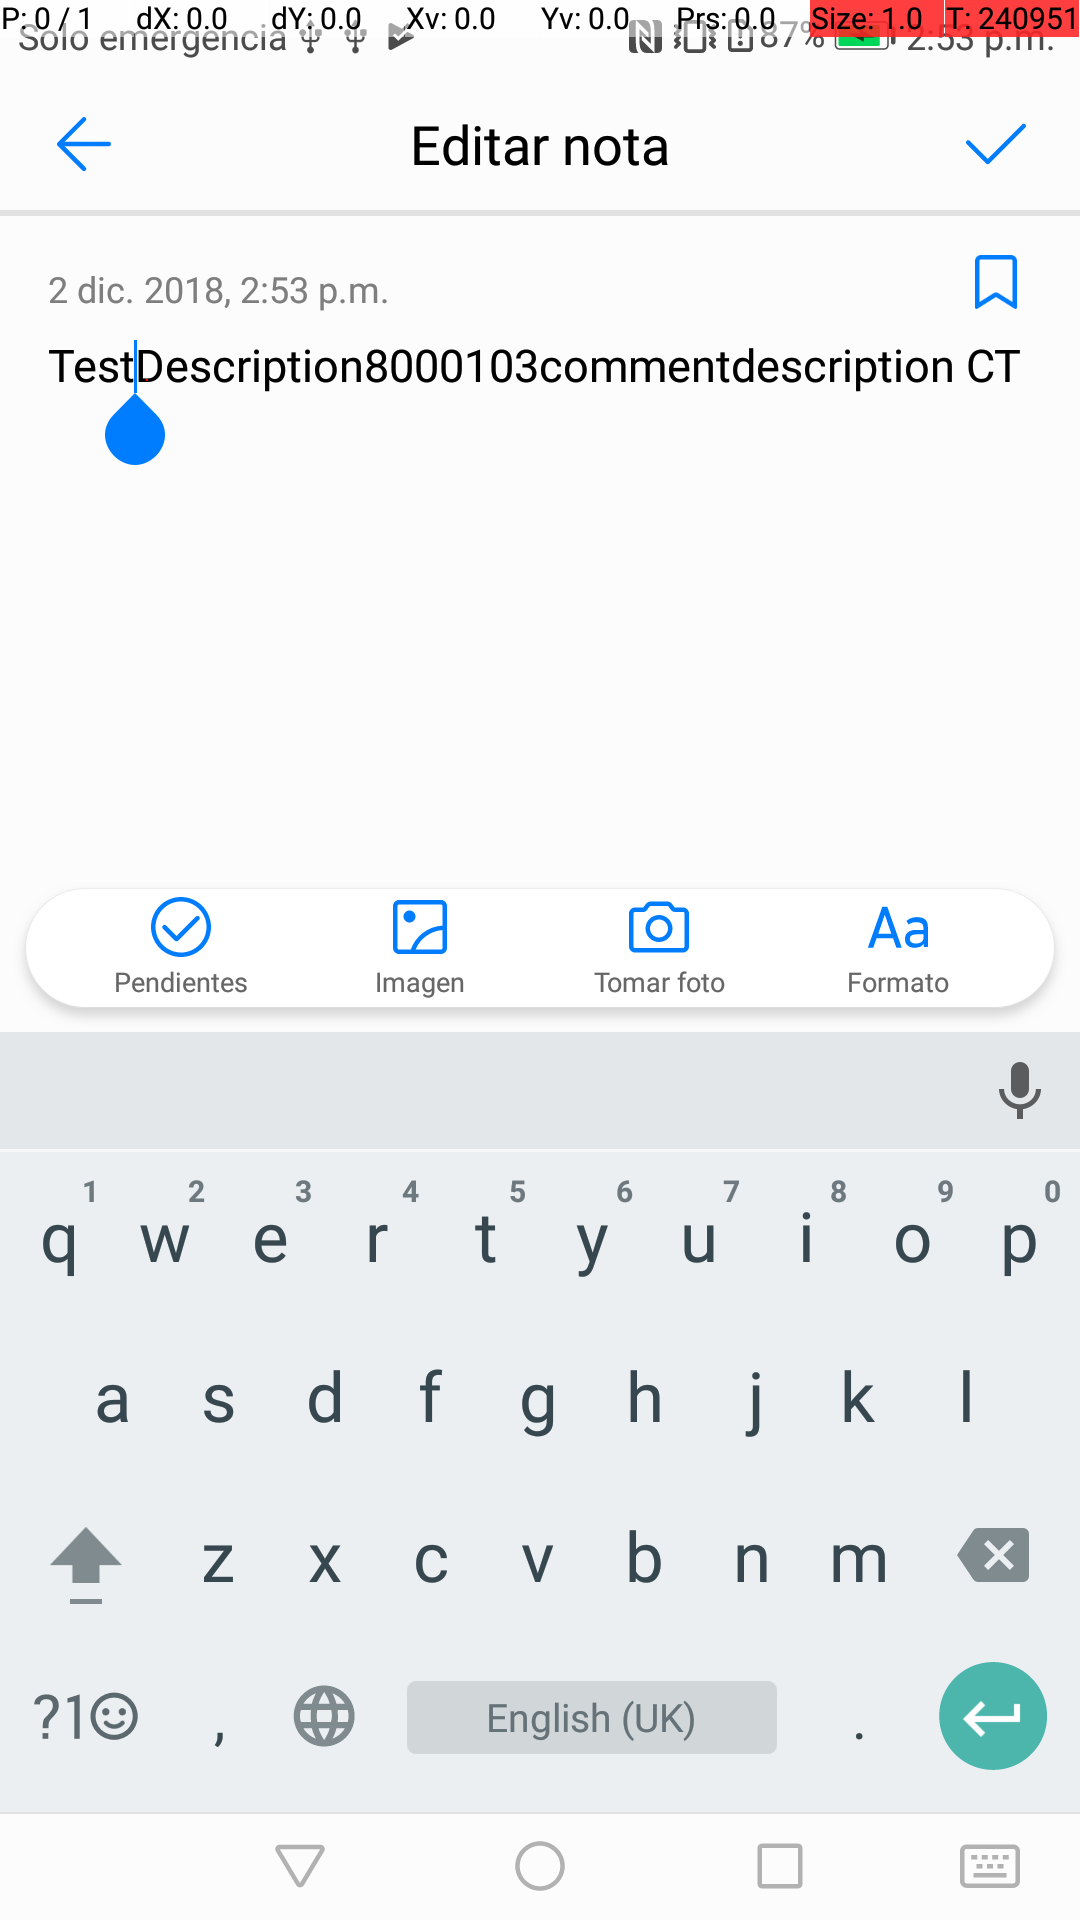 P: 0 / 1 dX: 0.0 dY: 0.0 Xv: 0.0 Yv: 0.0 Prs: 0.0 Size: 1.0 T: 240951
Solo emergencia 87% 2:53 p.m.
Editar nota
2 dic. 2018, 2:53 p.m.
TestDescription8000103commentdescription CT
Pendientes Imagen Tomar foto Formato
Aa
1 2 3 4 5 6 7 8 9 0
q w e r t y u i o p
a s d f g h j k l
z x c v b n m
?1 , English (UK) .